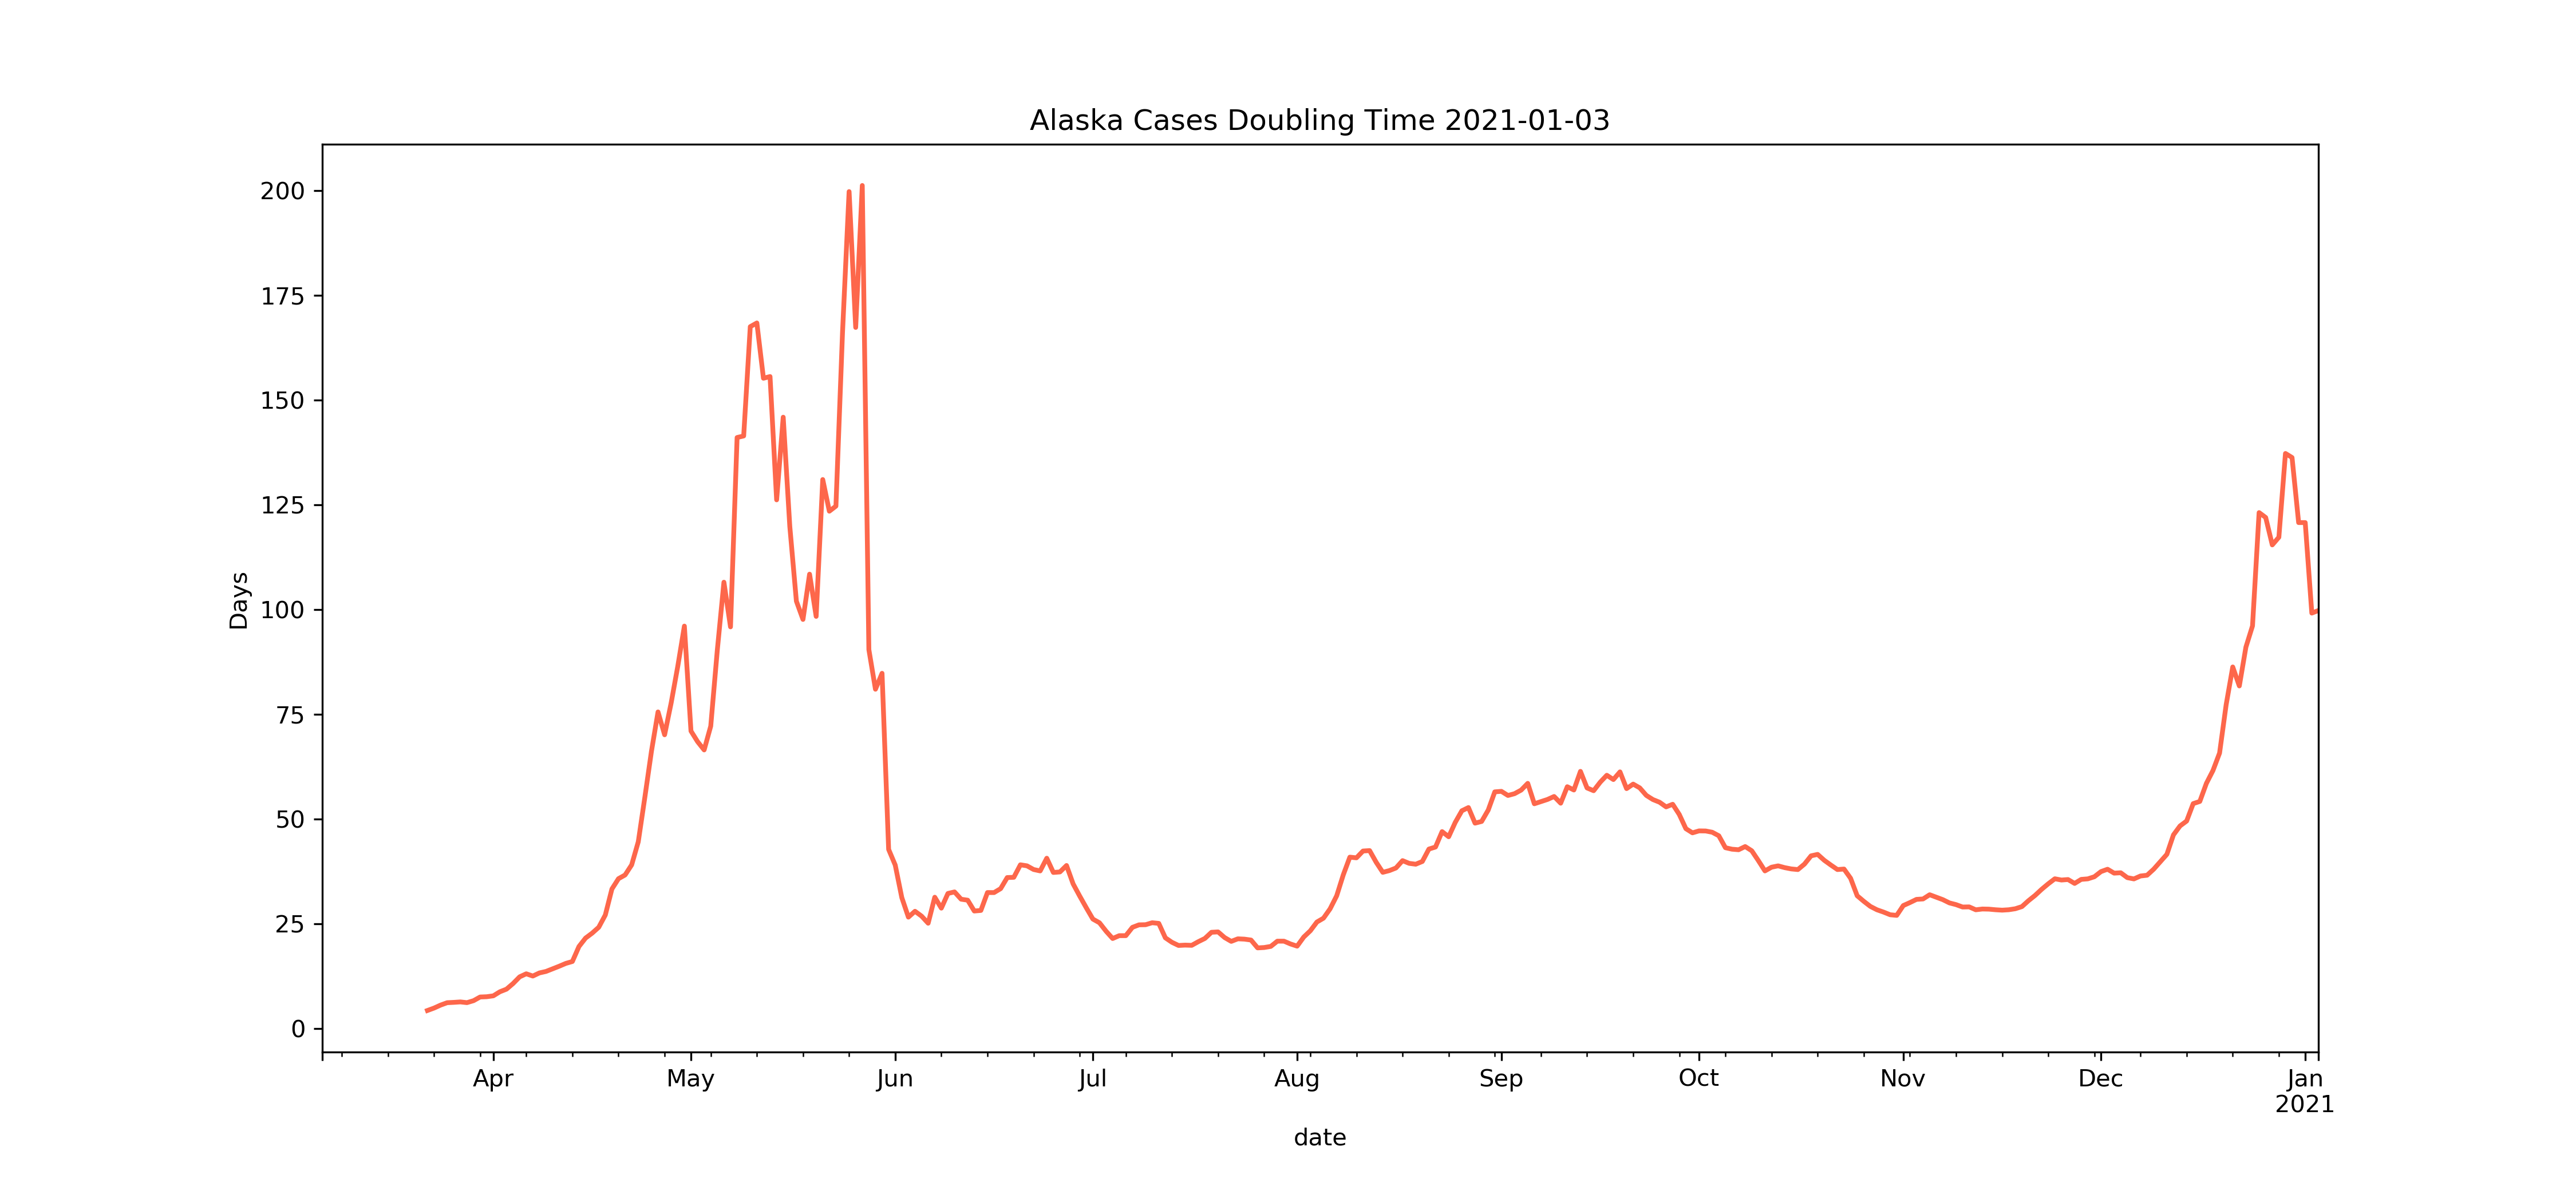 Alaska Cases Doubling Time 2021-01-03
200
175
150
125
100
75
50
25
0
Days
Apr May Jun Jul Aug Sep Oct Nov Dec Jan
2021
date